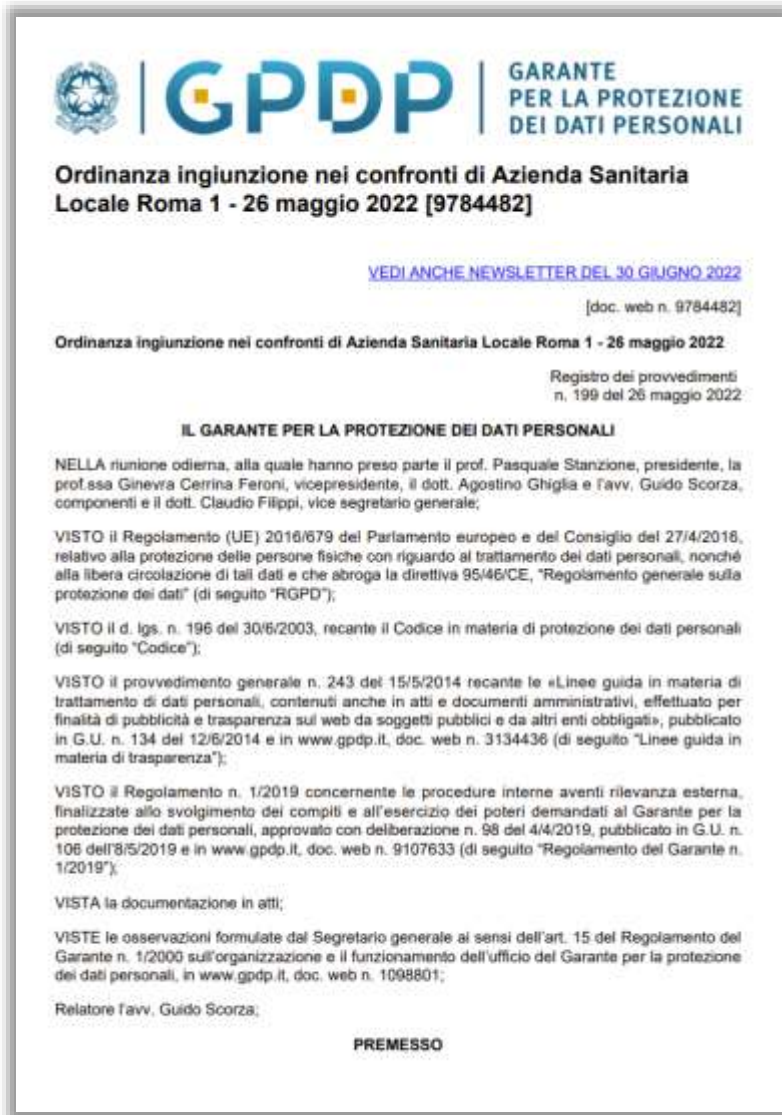 GPDP
GARANTE
PER LA PROTEZIONE
DEI DATI PERSONALI
Ordinanza ingiunzione nei confronti di Azienda Sanitaria
Locale Roma 1 - 26 maggio 2022 [9784482]
VEDI ANCHE NEWSLETTER DEL 30 GIUGNO 2022
[doc. web n. 9784482]
Ordinanza ingiunzione nei confronti di Azienda Sanitaria Locale Roma 1 - 26 maggio 2022
Registro dei provvedimenti
n. 199 del 26 maggio 2022
IL GARANTE PER LA PROTEZIONE DEI DATI PERSONALI
NELLA riunione odierna, alla quale hanno preso parte il prof. Pasquale Stanzione, presidente, la
prof.ssa Ginevra Cerrina Feroni, vicepresidente, il dott. Agostino Ghiglia e l'avv. Guido Scorza,
componenti e il dott. Claudio Filippi, vice segretario generale;
VISTO il Regolamento (UE) 2016/679 del Parlamento europeo e del Consiglio del 27/4/2016,
relativo alla protezione delle persone fisiche con riguardo al trattamento dei dati personali, nonché
alla libera circolazione di tali dati e che abroga la direttiva 95/46/CE, "Regolamento generale sulla
protezione dei dati" (di seguito "RGPD");
VISTO il d. lgs. n. 196 del 30/6/2003, recante il Codice in materia di protezione dei dati personali
(di seguito "Codice");
VISTO il provvedimento generale n. 243 del 15/5/2014 recante le «Linee guida in materia di
trattamento di dati personali, contenuti anche in atti e documenti amministrativi, effettuato per
finalità di pubblicità e trasparenza sul web da soggetti pubblici e da altri enti obbligati», pubblicato
in G.U. n. 134 del 12/6/2014 e in www.gpdp.it, doc. web n. 3134436 (di seguito "Linee guida in
materia di trasparenza");
VISTO il Regolamento n. 1/2019 concernente le procedure interne aventi rilevanza esterna,
finalizzate allo svolgimento dei compiti e all'esercizio dei poteri demandati al Garante per la
protezione dei dati personali, approvato con deliberazione n. 98 del 4/4/2019, pubblicato in G.U. n.
106 dell'8/5/2019 e in www.gpdp.it, doc. web n. 9107633 (di seguito "Regolamento del Garante n.
1/2019");
VISTA la documentazione in atti;
VISTE le osservazioni formulate dal Segretario generale ai sensi dell'art. 15 del Regolamento del
Garante n. 1/2000 sull'organizzazione e il funzionamento dell'ufficio del Garante per la protezione
dei dati personali, in www.gpdp.it, doc. web n. 1098801;
Relatore l'avv. Guido Scorza;
PREMESSO